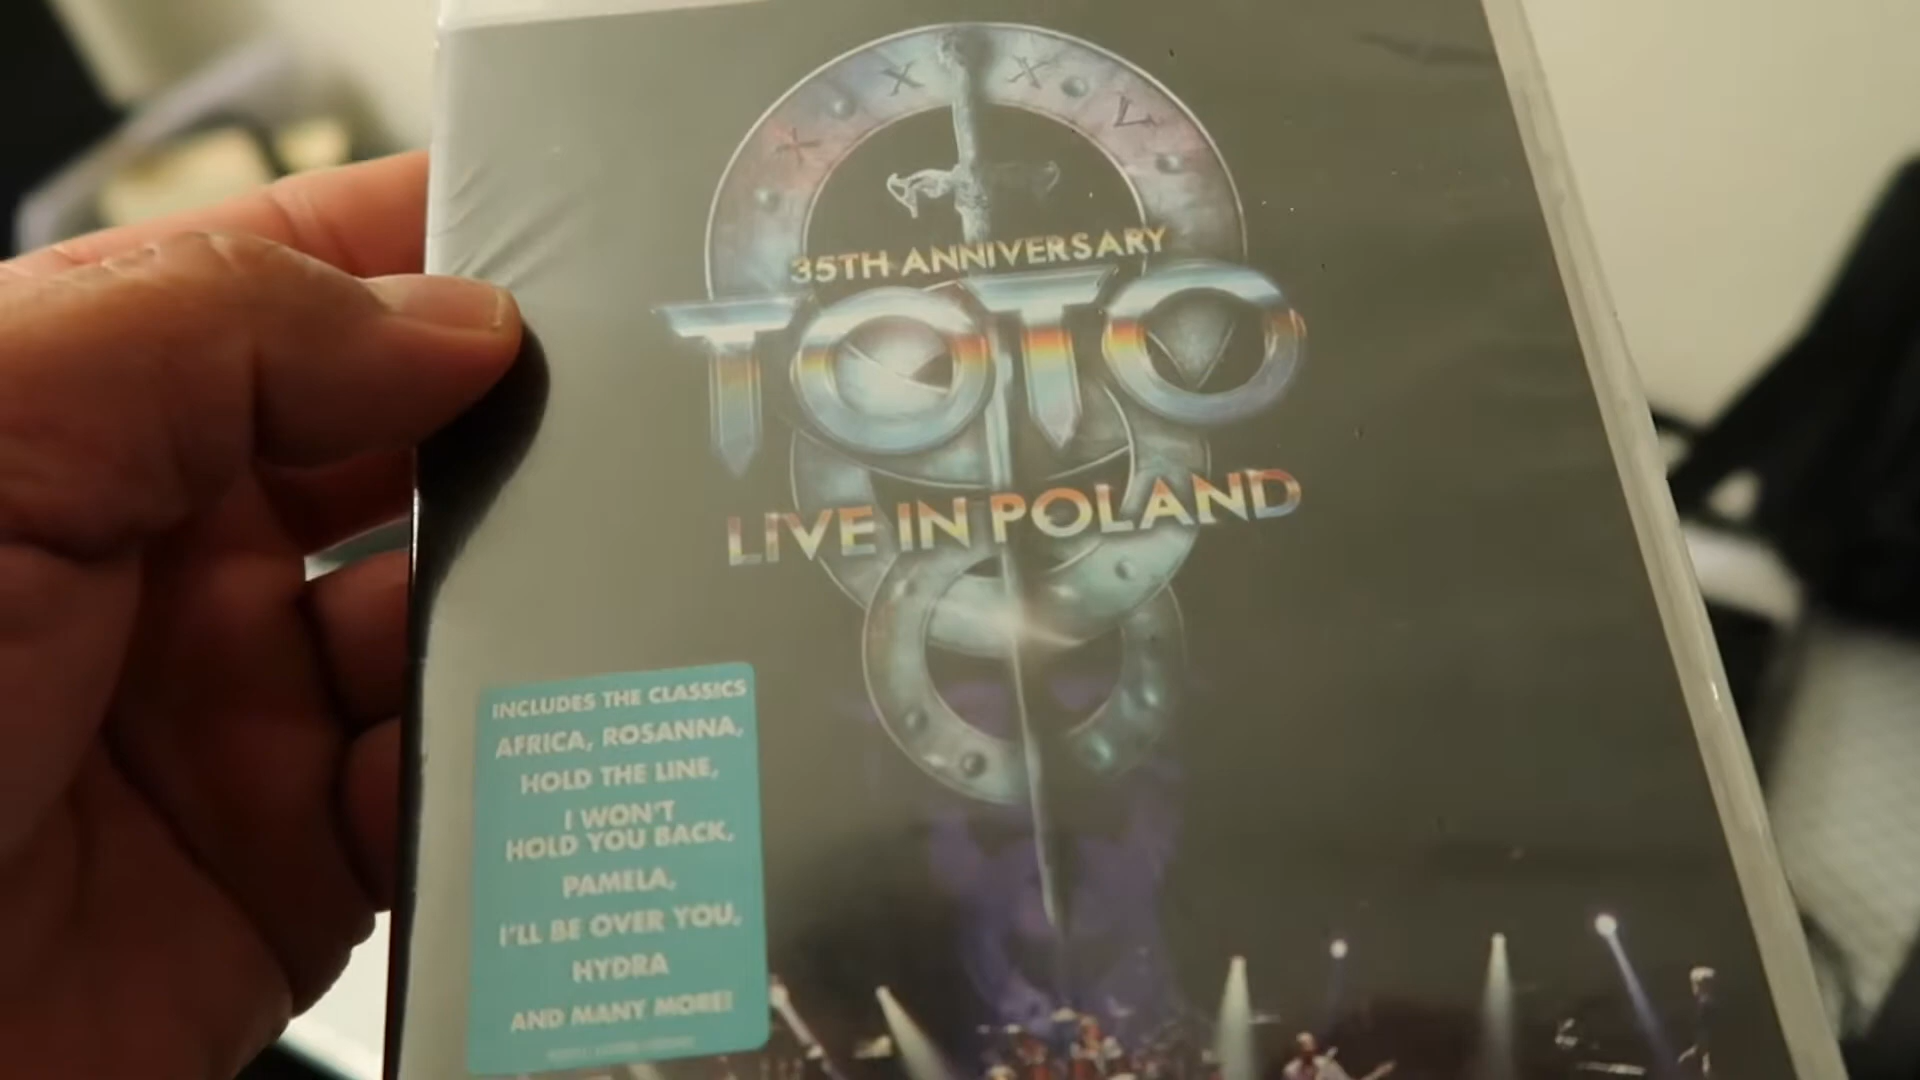 X X X V
35TH ANNIVERSARY
TOTO
LIVE IN POLAND
INCLUDES THE CLASSICS
AFRICA, ROSANNA,
HOLD THE LINE,
I WON'T
HOLD YOU BACK,
PAMELA,
I'LL BE OVER YOU,
HYDRA
AND MANY MORE!